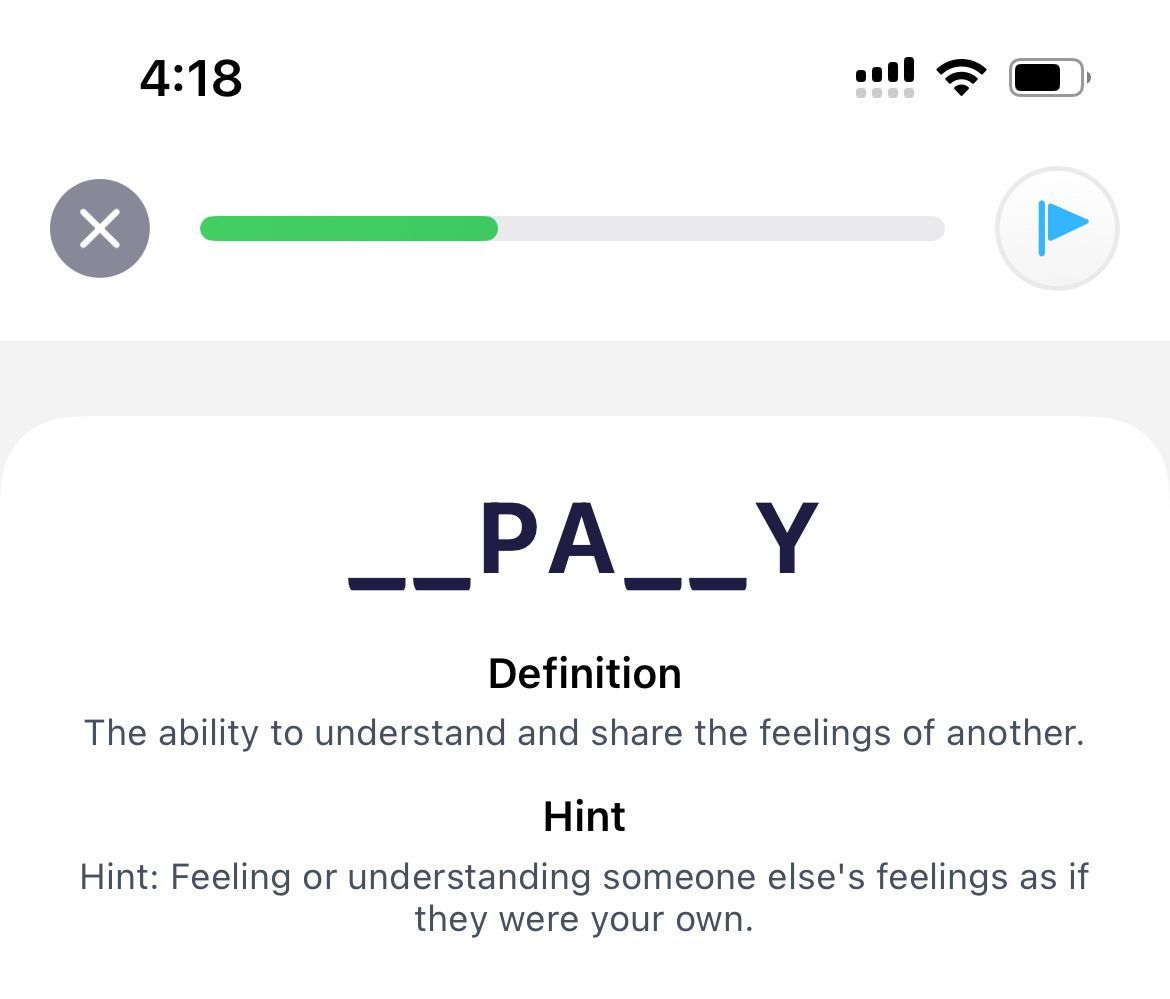 4:18
__PA__Y
Definition
The ability to understand and share the feelings of another.
Hint
Hint: Feeling or understanding someone else's feelings as if
they were your own.